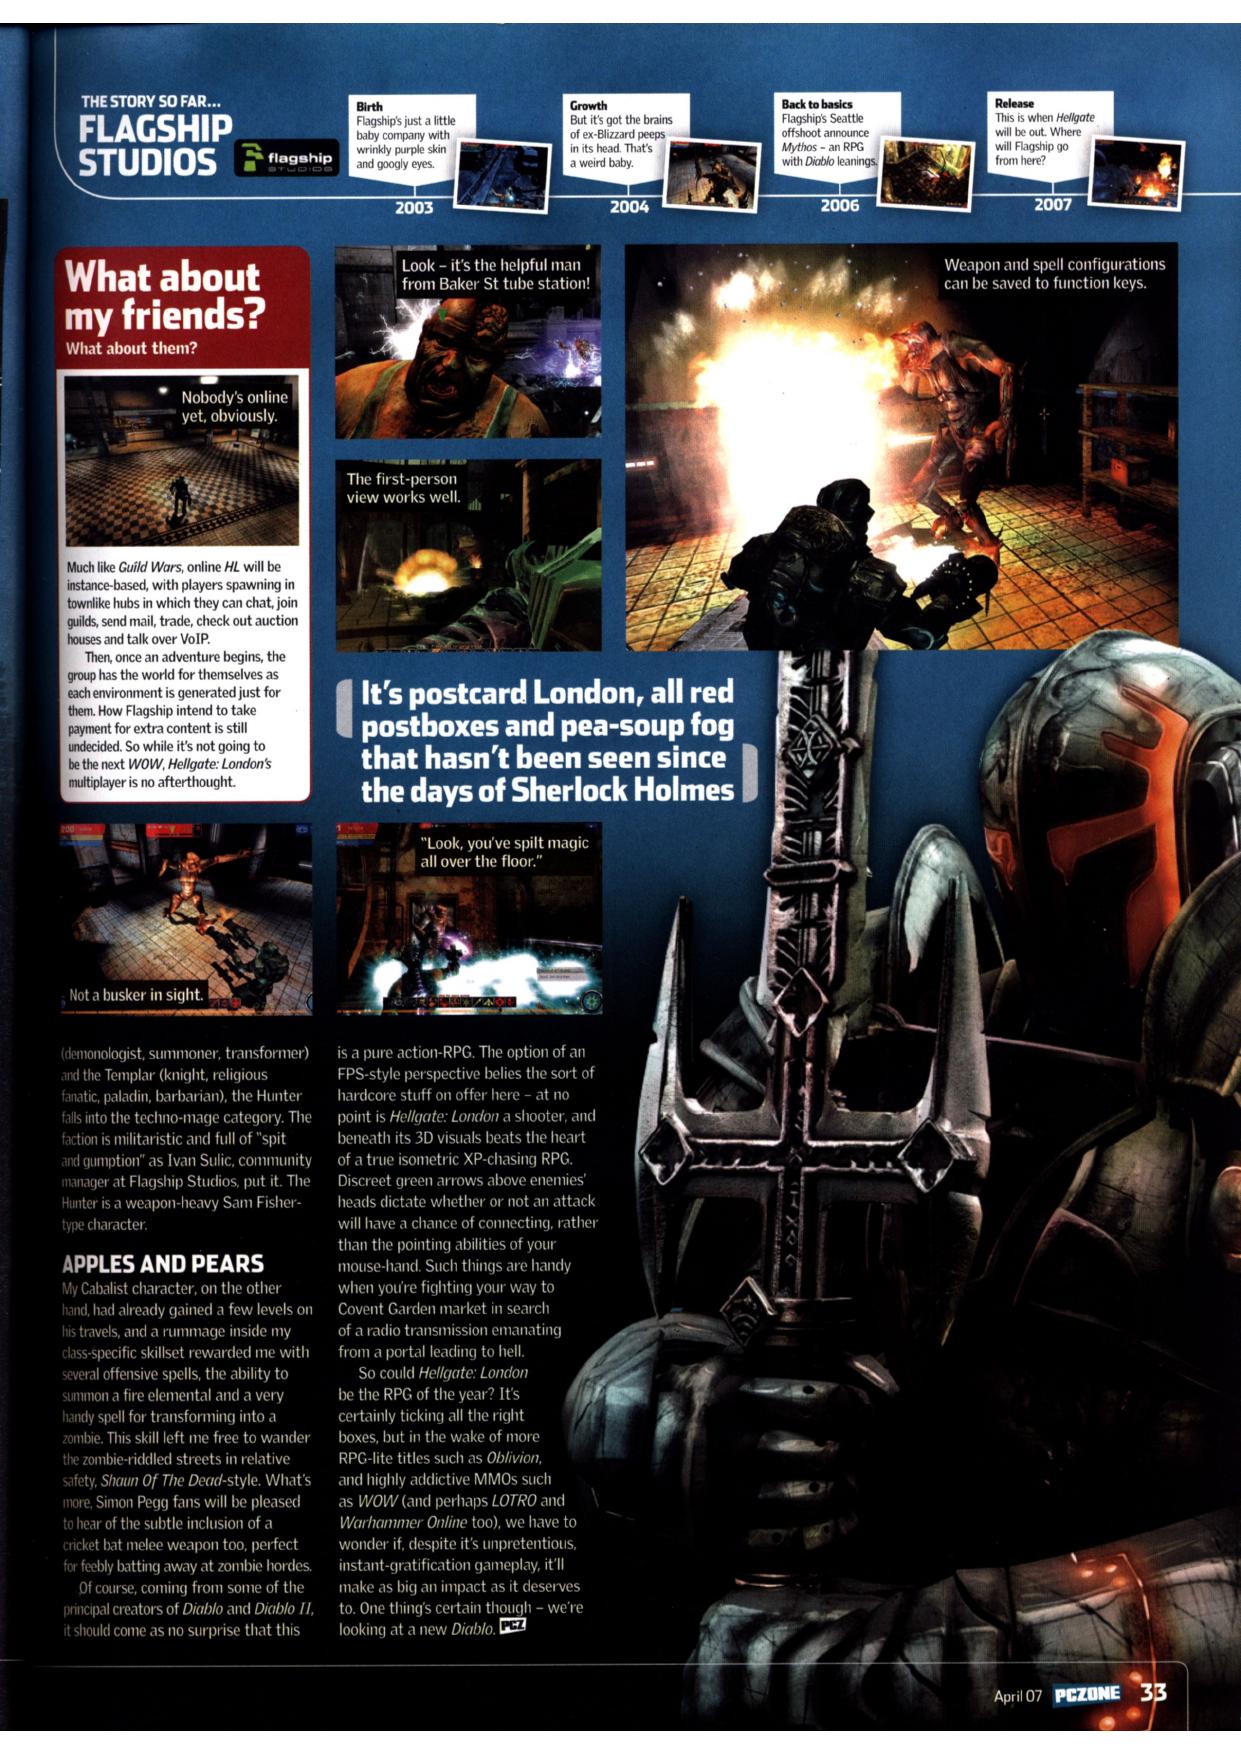 THE STORY SO FAR...
FLAGSHIP
STUDIOS
flagship
STUDIOS
Birth
Flagship's just a little
baby company with
wrinkly purple skin
and googly eyes.
2003
Growth
But it's got the brains
of ex-Blizzard peeps
in its head. That's
a weird baby.
2004
Back to basics
Flagship's Seattle
offshoot announce
Mythos – an RPG
with Diablo leanings.
2006
Release
This is when Hellgate
will be out. Where
will Flagship go
from here?
2007
What about
my friends?
What about them?
Nobody's online
yet, obviously.
Much like Guild Wars, online HL will be
instance-based, with players spawning in
townlike hubs in which they can chat, join
guilds, send mail, trade, check out auction
houses and talk over VoIP.
Then, once an adventure begins, the
group has the world for themselves as
each environment is generated just for
them. How Flagship intend to take
payment for extra content is still
undecided. So while it's not going to
be the next WOW, Hellgate: London's
multiplayer is no afterthought.
Look – it's the helpful man
from Baker St tube station!
The first-person
view works well.
Weapon and spell configurations
can be saved to function keys.
It's postcard London, all red
postboxes and pea-soup fog
that hasn't been seen since
the days of Sherlock Holmes
Not a busker in sight.
"Look, you've spilt magic
all over the floor."
(demonologist, summoner, transformer)
and the Templar (knight, religious
fanatic, paladin, barbarian), the Hunter
falls into the techno-mage category. The
faction is militaristic and full of "spit
and gumption" as Ivan Sulic, community
manager at Flagship Studios, put it. The
Hunter is a weapon-heavy Sam Fisher-
type character.
APPLES AND PEARS
My Cabalist character, on the other
hand, had already gained a few levels on
his travels, and a rummage inside my
class-specific skillset rewarded me with
several offensive spells, the ability to
summon a fire elemental and a very
handy spell for transforming into a
zombie. This skill left me free to wander
the zombie-riddled streets in relative
safety, Shaun Of The Dead-style. What's
more, Simon Pegg fans will be pleased
to hear of the subtle inclusion of a
cricket bat melee weapon too, perfect
for feebly batting away at zombie hordes.
Of course, coming from some of the
principal creators of Diablo and Diablo II,
it should come as no surprise that this
is a pure action-RPG. The option of an
FPS-style perspective belies the sort of
hardcore stuff on offer here – at no
point is Hellgate: London a shooter, and
beneath its 3D visuals beats the heart
of a true isometric XP-chasing RPG.
Discreet green arrows above enemies'
heads dictate whether or not an attack
will have a chance of connecting, rather
than the pointing abilities of your
mouse-hand. Such things are handy
when you're fighting your way to
Covent Garden market in search
of a radio transmission emanating
from a portal leading to hell.
So could Hellgate: London
be the RPG of the year? It's
certainly ticking all the right
boxes, but in the wake of more
RPG-lite titles such as Oblivion,
and highly addictive MMOs such
as WOW (and perhaps LOTRO and
Warhammer Online too), we have to
wonder if, despite it's unpretentious,
instant-gratification gameplay, it'll
make as big an impact as it deserves
to. One thing's certain though – we're
looking at a new Diablo. PCZ
April 07 PCZONE 33